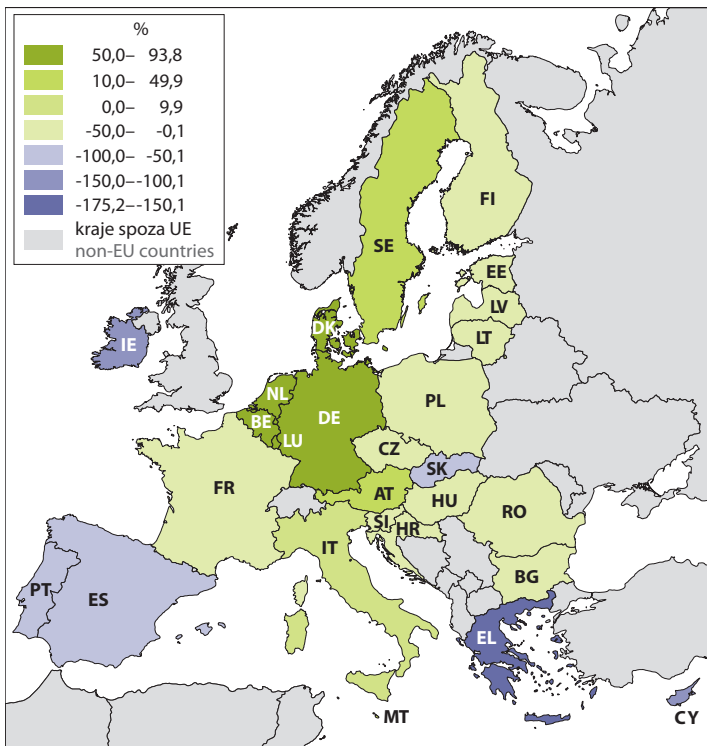 %
50,0– 93,8
10,0– 49,9
0,0– 9,9
-50,0– -0,1
-100,0– -50,1
-150,0–-100,1
-175,2–-150,1
kraje spoza UE
non-EU countries
FI
SE
EE
LV
DK
LT
IE
NL
DE
PL
BE
LU
CZ
SK
FR
AT
HU
RO
SI
HR
IT
BG
PT
ES
EL
MT
CY